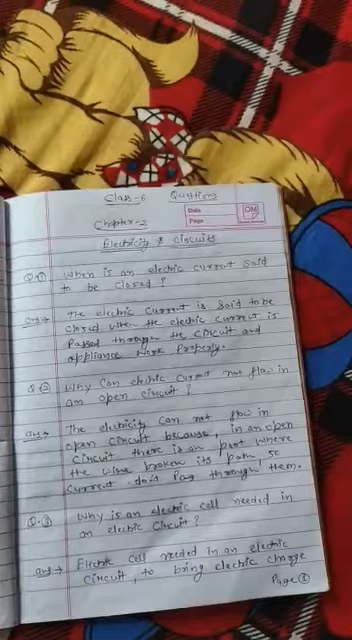 Class-6 Questions
Chapter-2
Date
Page
OM
Electricity & Circuits
Q.① When is an electric current said
to be closed?
Ans→ The electric current is said to be
closed when the electric current is
Passed through the circuit and
appliance work Properly.
Q.② Why Can electric current not flow in
an open circuit?
ans→ The electricity can not flow in
open circuit because, in an open
circuit there is an part where
the wire broken its path, so
current don't Pass through them.
Q.③ Why is an electric cell needed in
an electric Circuit?
ans→ Electric cell needed in an electric
circuit, to bring electric charge
Page①